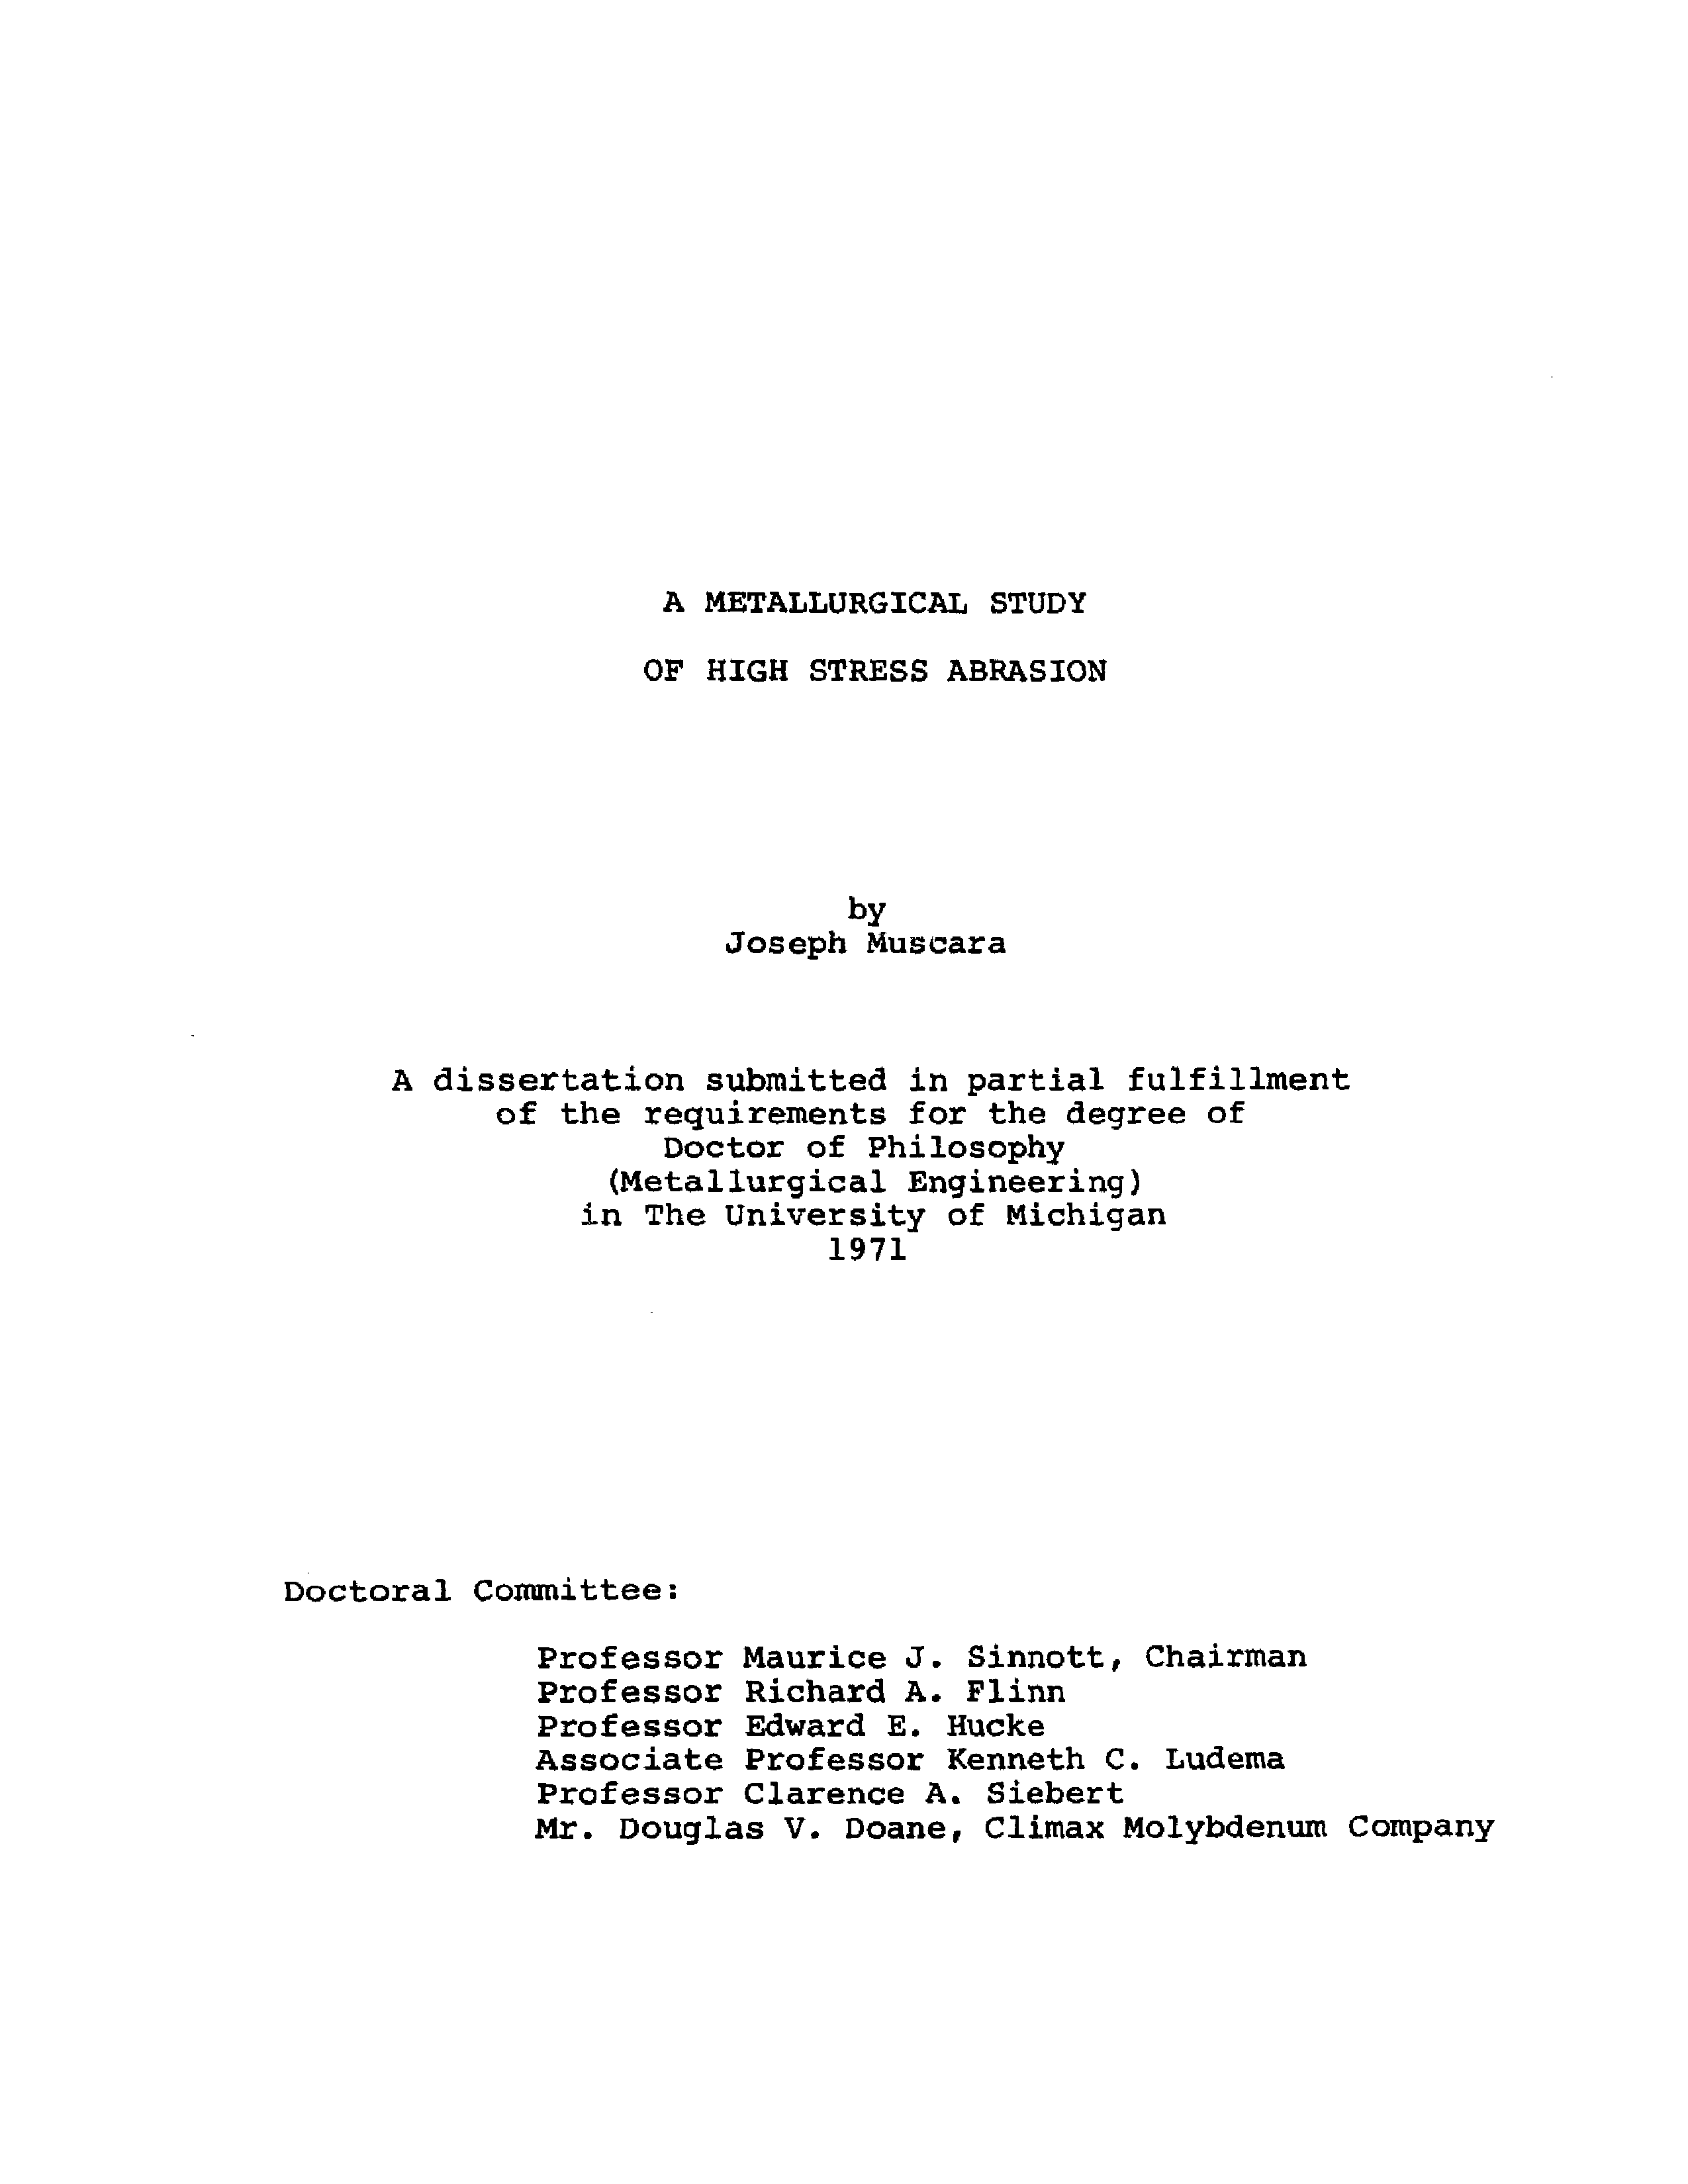 A METALLURGICAL STUDY
OF HIGH STRESS ABRASION
by
Joseph Muscara
A dissertation submitted in partial fulfillment
of the requirements for the degree of
Doctor of Philosophy
(Metallurgical Engineering)
in The University of Michigan
1971
Doctoral Committee:
Professor Maurice J. Sinnott, Chairman
Professor Richard A. Flinn
Professor Edward E. Hucke
Associate Professor Kenneth C. Ludema
Professor Clarence A. Siebert
Mr. Douglas V. Doane, Climax Molybdenum Company